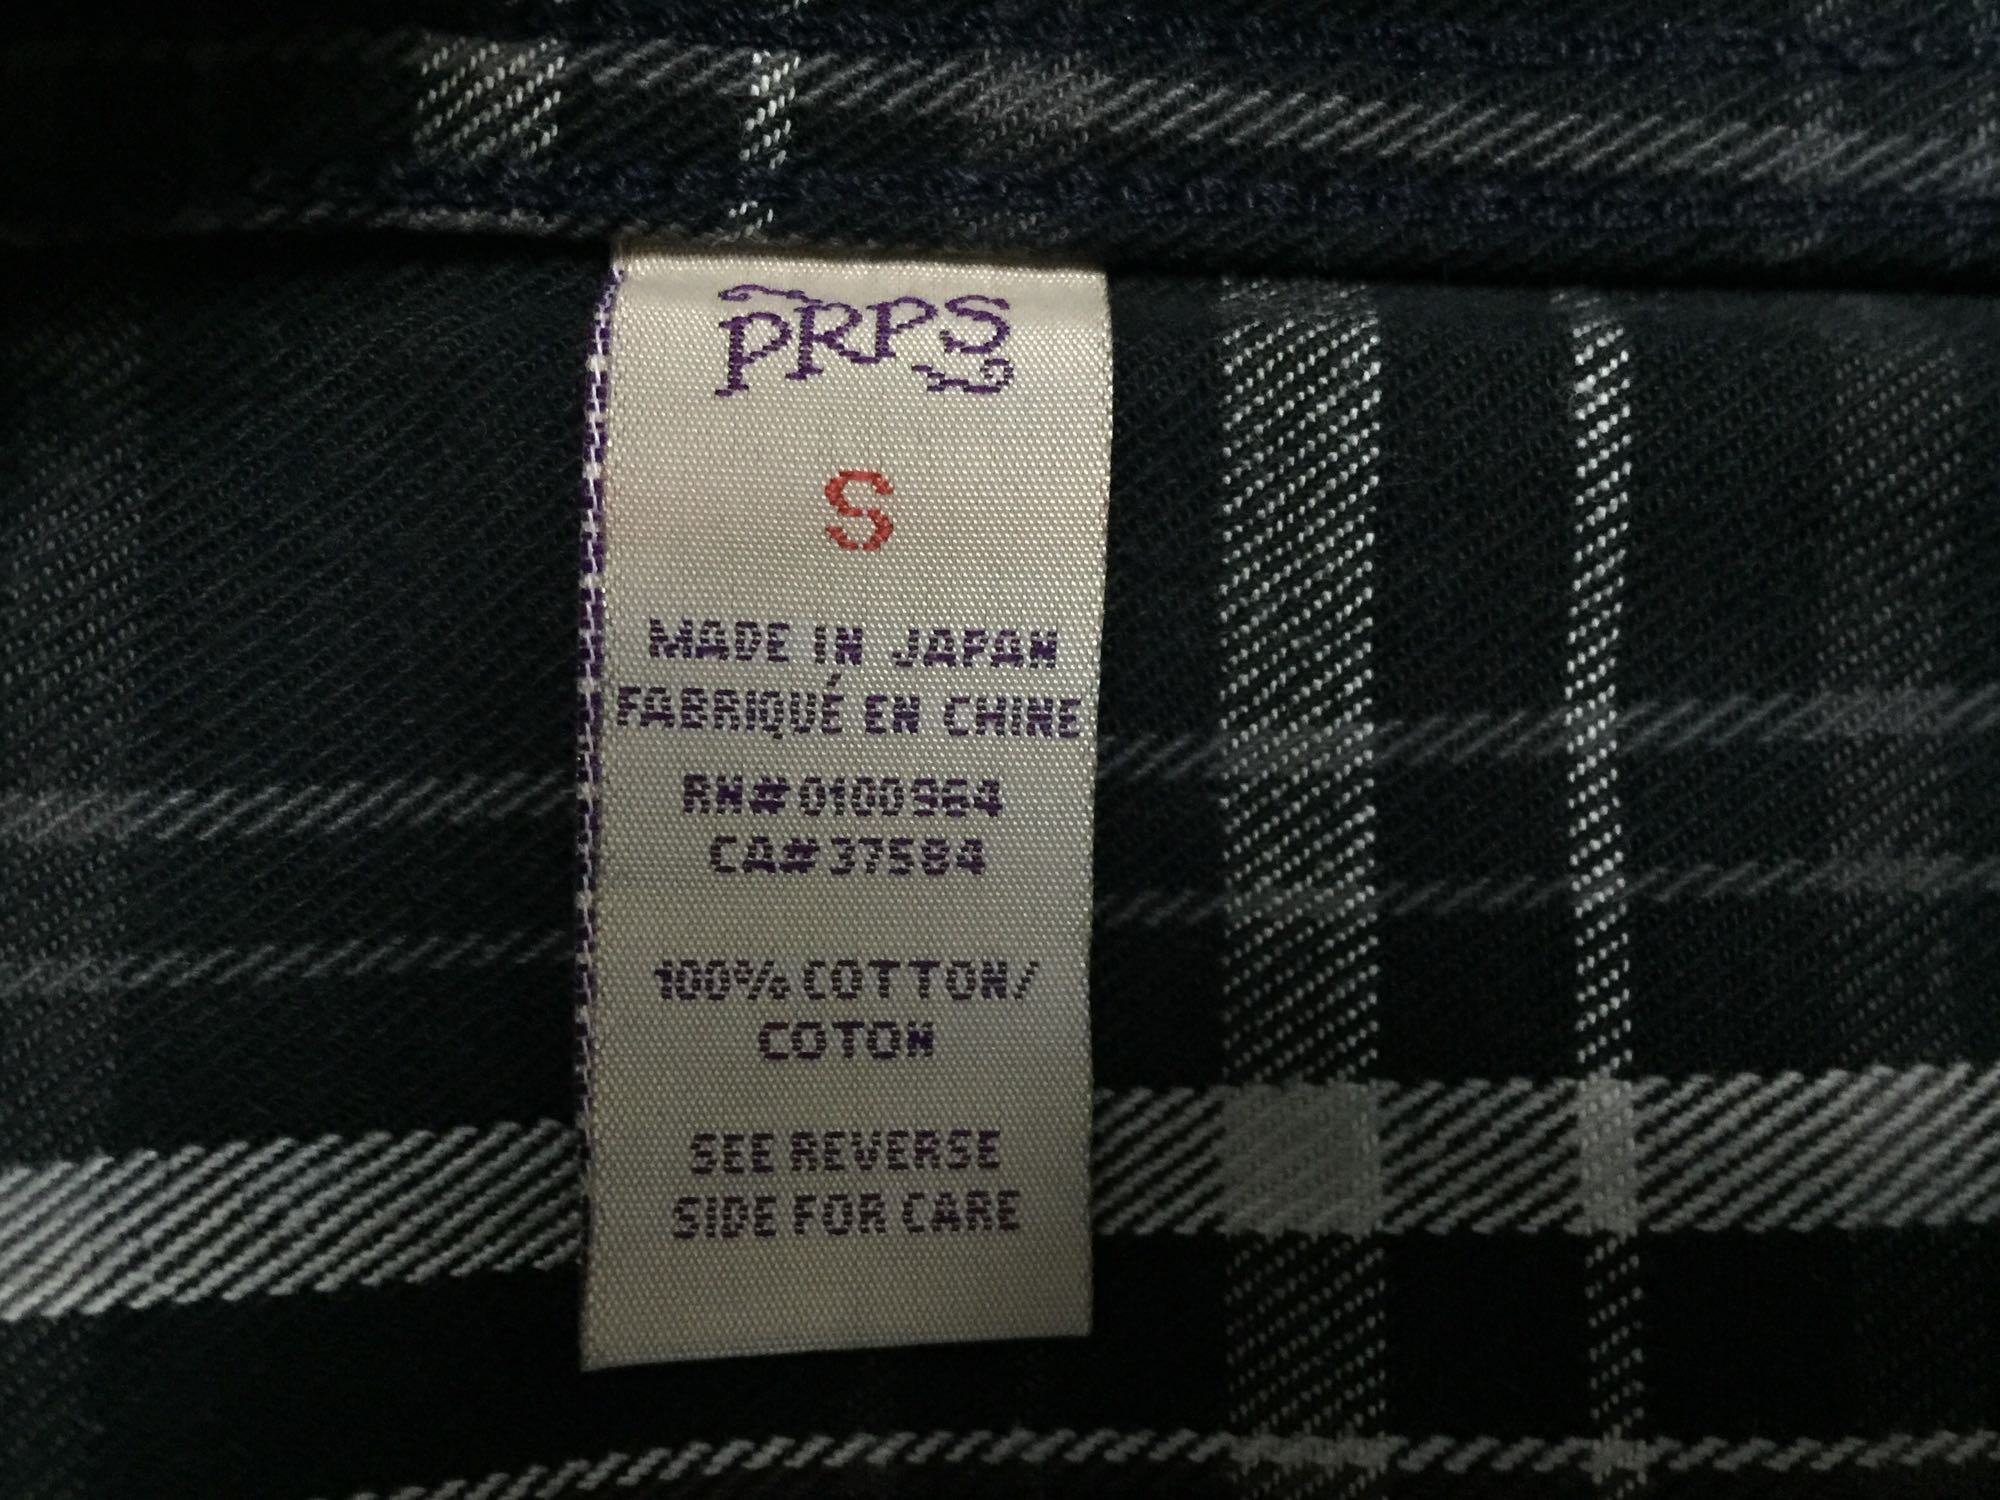 PRPS
S
MADE IN JAPAN
FABRIQUÉ EN CHINE
RN#0100964
CA#37584
100% COTTON/
COTON
SEE REVERSE
SIDE FOR CARE